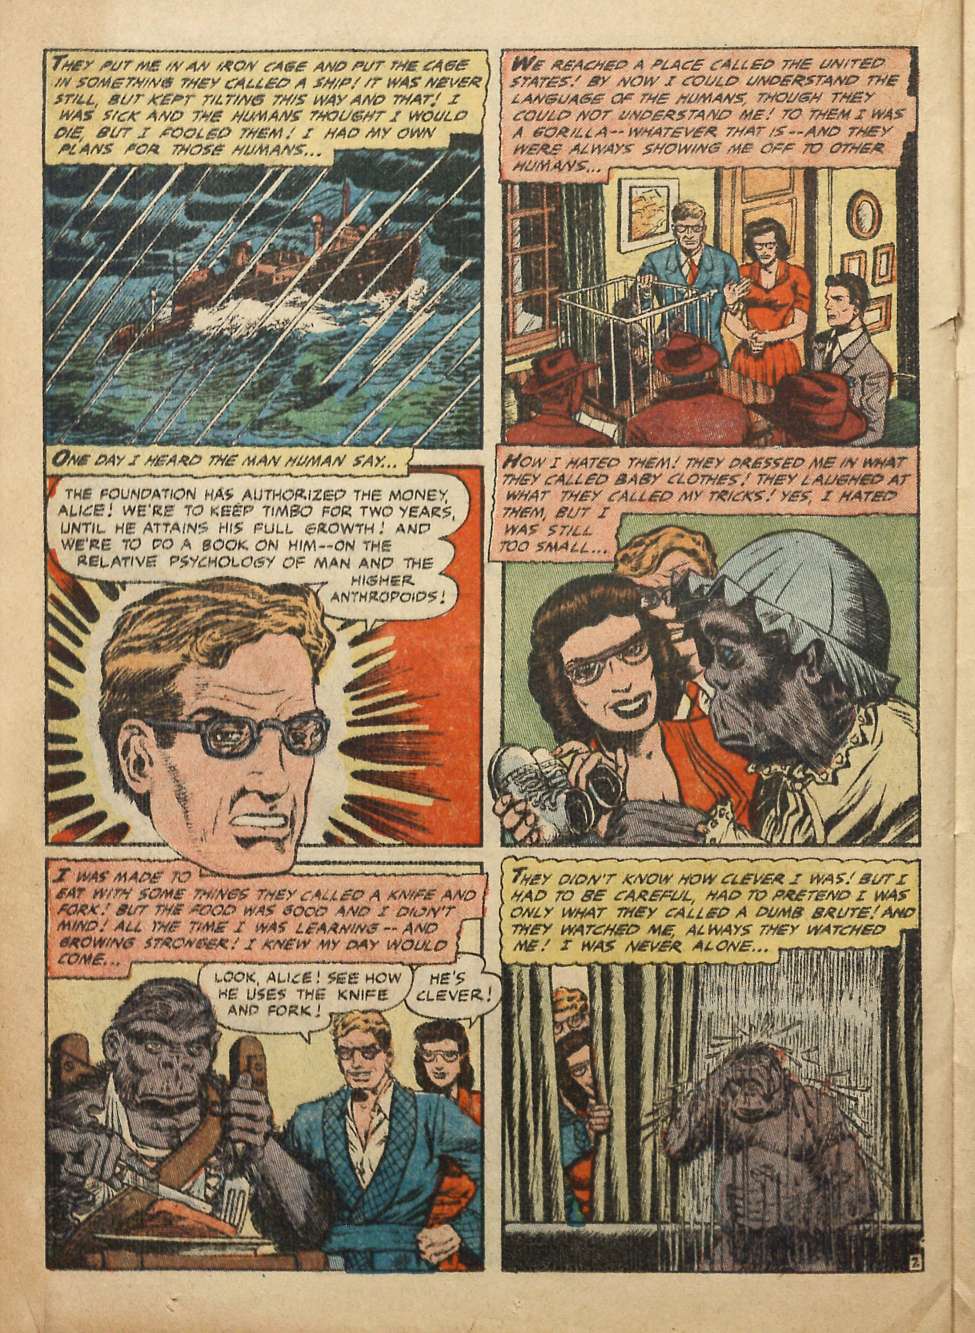 THEY PUT ME IN AN IRON CAGE AND PUT THE CAGE
IN SOMETHING THEY CALLED A SHIP! IT WAS NEVER
STILL, BUT KEPT TILTING THIS WAY AND THAT! I
WAS SICK AND THE HUMANS THOUGHT I WOULD
DIE, BUT I FOOLED THEM! I HAD MY OWN
PLANS FOR THOSE HUMANS...
WE REACHED A PLACE CALLED THE UNITED
STATES! BY NOW I COULD UNDERSTAND THE
LANGUAGE OF THE HUMANS, THOUGH THEY
COULD NOT UNDERSTAND ME! TO THEM I WAS
A GORILLA--WHATEVER THAT IS--AND THEY
WERE ALWAYS SHOWING ME OFF TO OTHER
HUMANS...
ONE DAY I HEARD THE MAN HUMAN SAY...
THE FOUNDATION HAS AUTHORIZED THE MONEY,
ALICE! WE'RE TO KEEP TIMBO FOR TWO YEARS,
UNTIL HE ATTAINS HIS FULL GROWTH! AND
WE'RE TO DO A BOOK ON HIM--ON THE
RELATIVE PSYCHOLOGY OF MAN AND THE
HIGHER
ANTHROPOIDS!
HOW I HATED THEM! THEY DRESSED ME IN WHAT
THEY CALLED BABY CLOTHES! THEY LAUGHED AT
WHAT THEY CALLED MY TRICKS! YES, I HATED
THEM, BUT I
WAS STILL
TOO SMALL...
I WAS MADE TO
EAT WITH SOME THINGS THEY CALLED A KNIFE AND
FORK! BUT THE FOOD WAS GOOD AND I DIDN'T
MIND! ALL THE TIME I WAS LEARNING--AND
GROWING STRONGER! I KNEW MY DAY WOULD
COME...
LOOK, ALICE! SEE HOW
HE USES THE KNIFE
AND FORK!
HE'S
CLEVER!
THEY DIDN'T KNOW HOW CLEVER I WAS! BUT I
HAD TO BE CAREFUL, HAD TO PRETEND I WAS
ONLY WHAT THEY CALLED A DUMB BRUTE! AND
THEY WATCHED ME, ALWAYS THEY WATCHED
ME! I WAS NEVER ALONE...
2